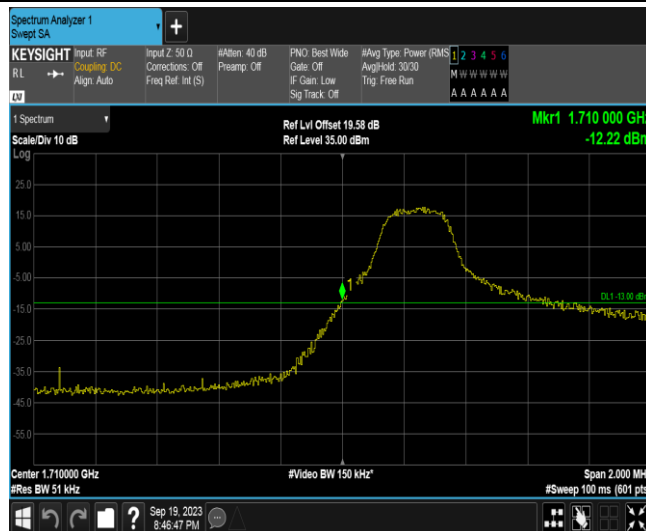 Spectrum Analyzer 1
Swept SA
+
KEYSIGHT
RL
LXI
Input: RF
Coupling: DC
Align: Auto
Input Z: 50 Ω
Corrections: Off
Freq Ref: Int (S)
#Atten: 40 dB
Preamp: Off
PNO: Best Wide
Gate: Off
IF Gain: Low
Sig Track: Off
#Avg Type: Power (RMS
Avg|Hold: 30/30
Trig: Free Run
1 2 3 4 5 6
M W W W W W
A A A A A A
1 Spectrum
Scale/Div 10 dB
Ref Lvl Offset 19.58 dB
Ref Level 35.00 dBm
Mkr1 1.710 000 GHz
-12.22 dBm
Log
25.0
15.0
5.00
-5.00
1
DL1 -13.00 dBm
-15.0
-25.0
-35.0
-45.0
-55.0
Center 1.710000 GHz
#Video BW 150 kHz*
Span 2.000 MH
#Res BW 51 kHz
#Sweep 100 ms (601 pts
?
Sep 19, 2023
8:46:47 PM